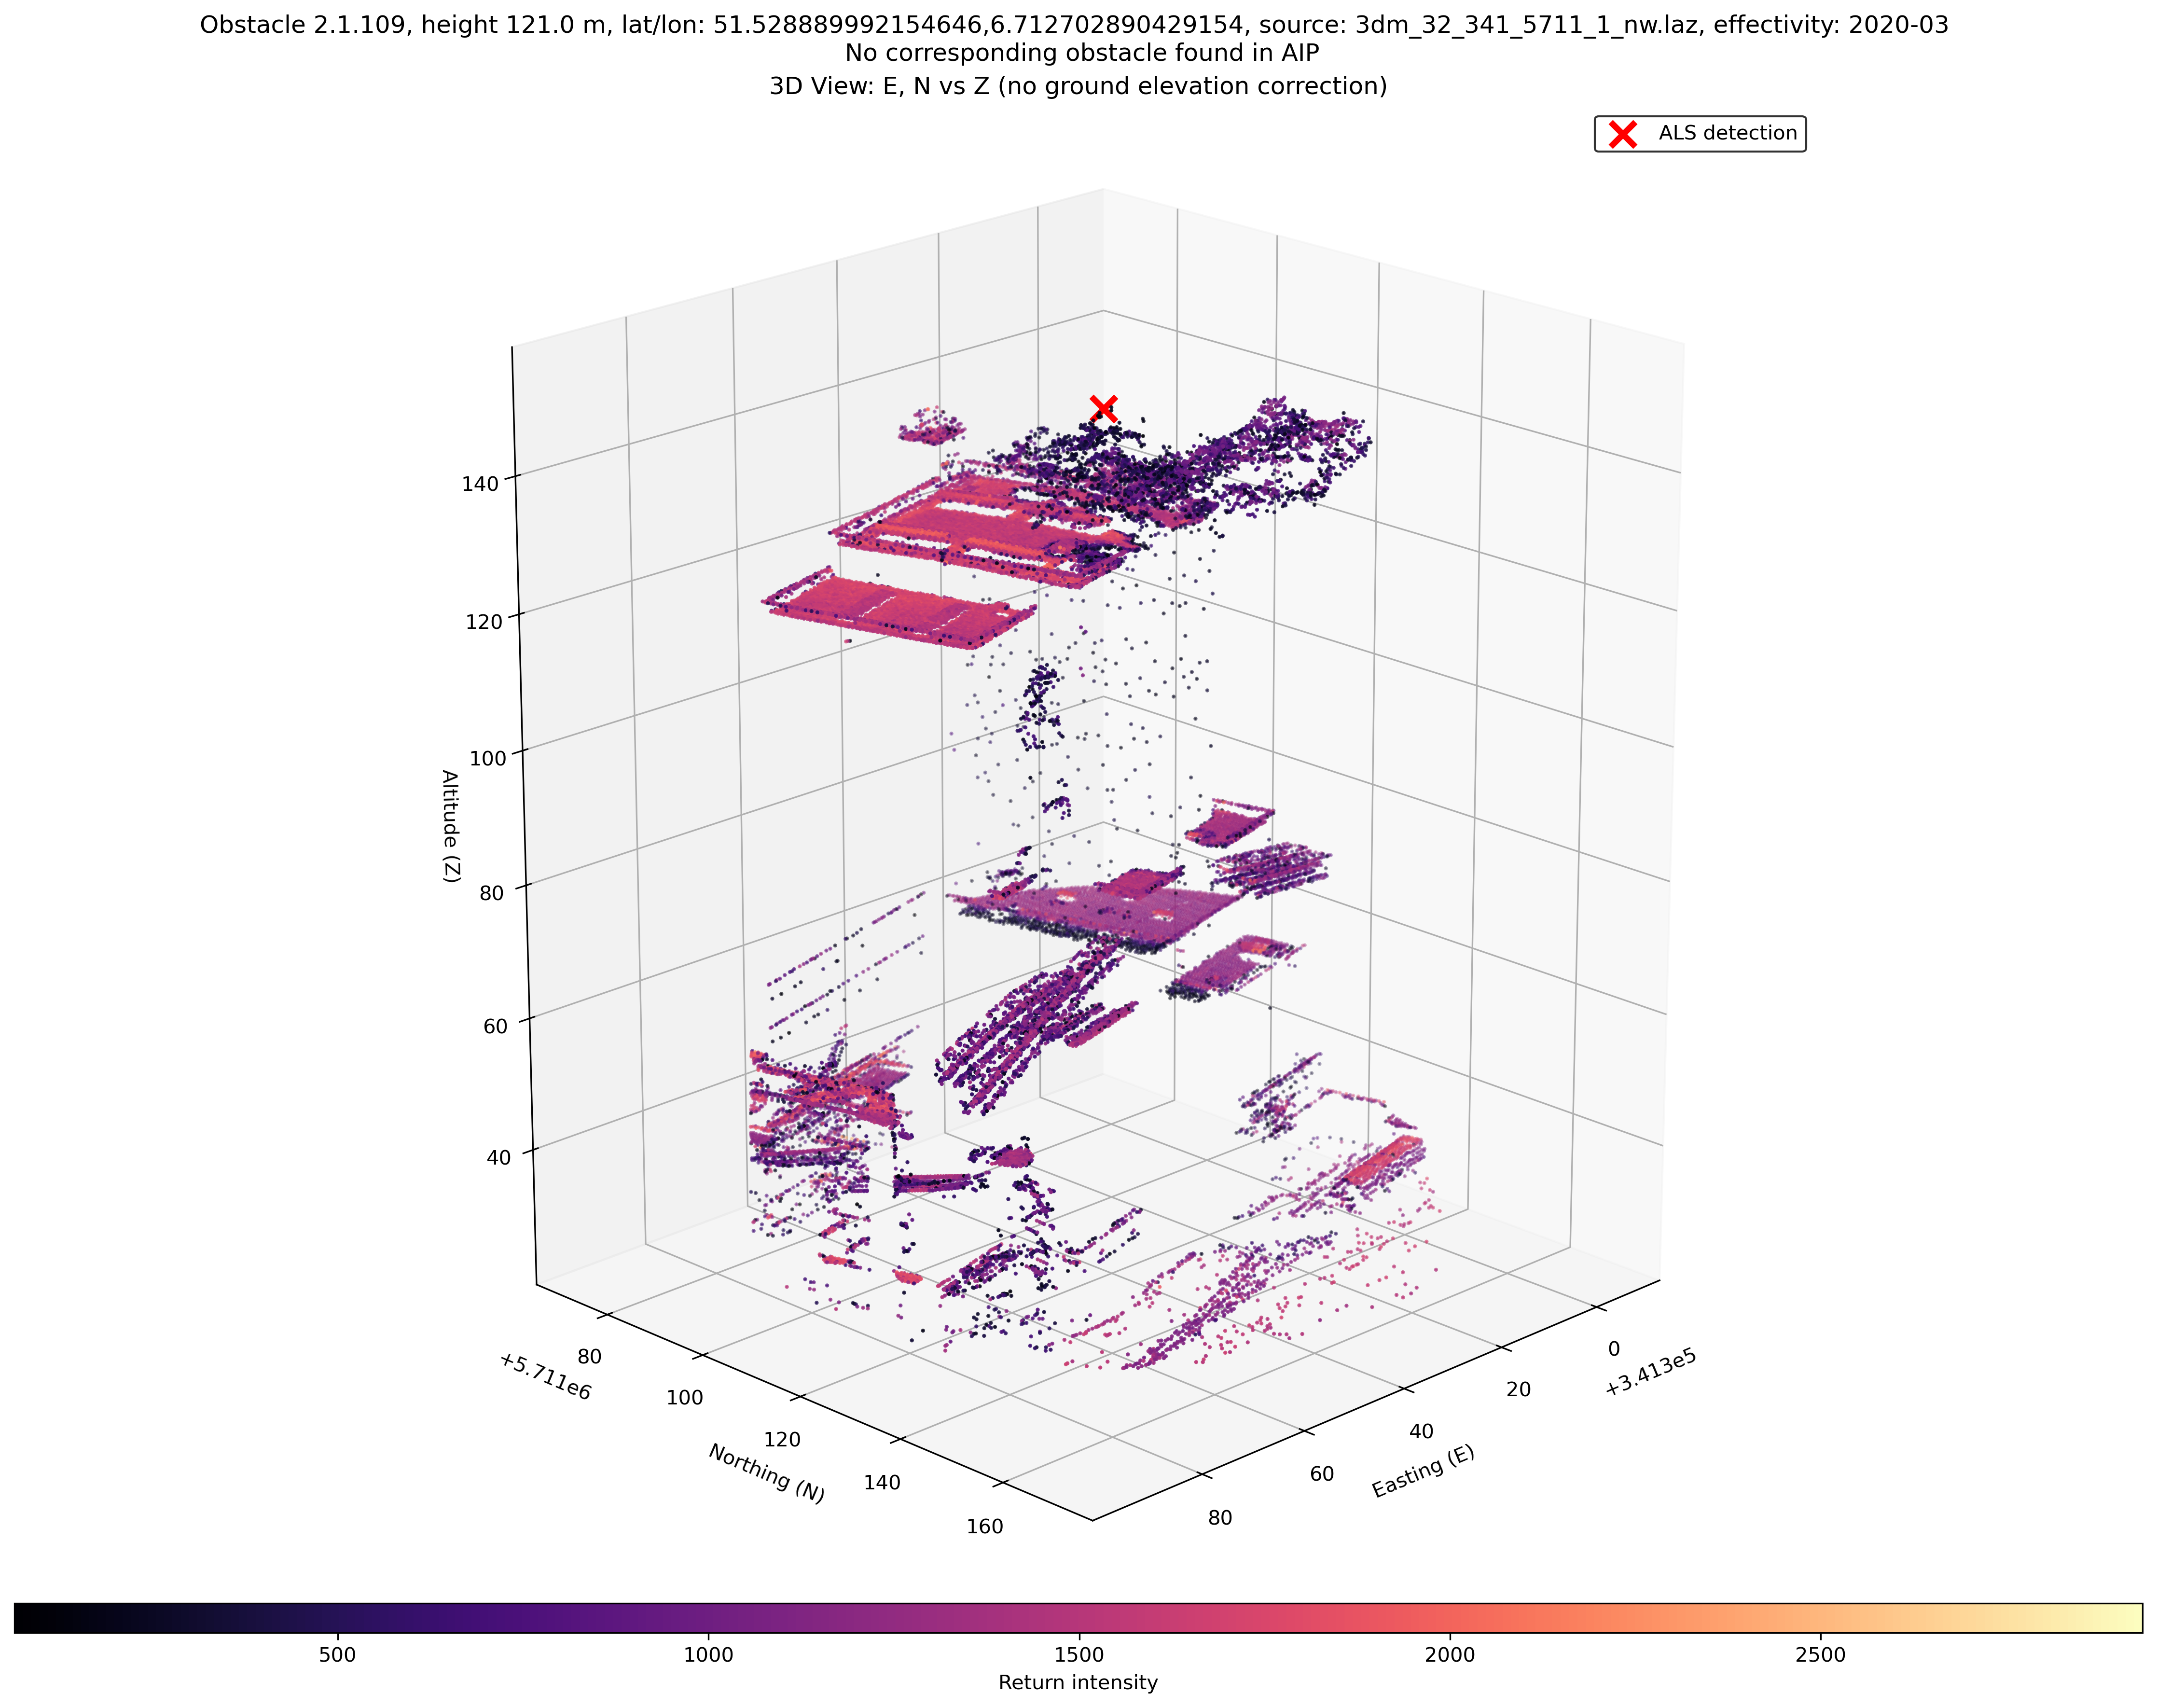 Obstacle 2.1.109, height 121.0 m, lat/lon: 51.5288899992154646,6.712702890429154, source: 3dm_32_341_5711_1_nw.laz, effectivity: 2020-03
No corresponding obstacle found in AIP
3D View: E, N vs Z (no ground elevation correction)
ALS detection
140
120
100
80
60
40
Altitude (Z)
80
100
120
140
160
+5.711e6
Northing (N)
0
20
40
60
80
+3.413e5
Easting (E)
500
1000
1500
2000
2500
Return intensity